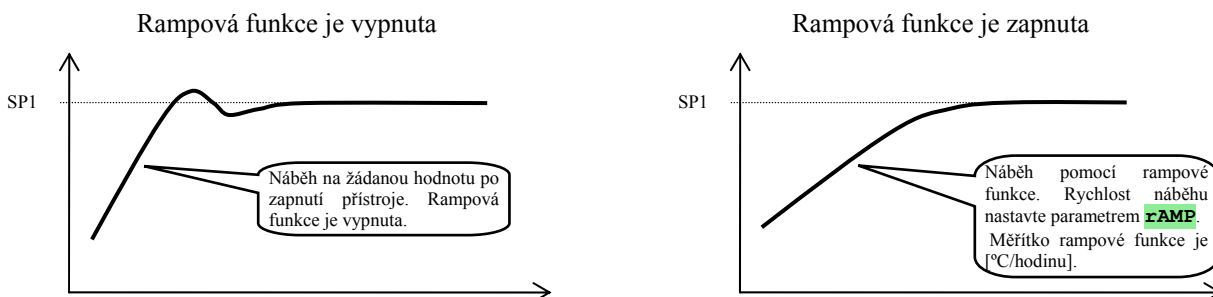 Rampová funkce je vypnuta
SP1
Náběh na žádanou hodnotu po
zapnutí přístroje. Rampová
funkce je vypnuta.
Rampová funkce je zapnuta
SP1
Náběh pomocí rampové
funkce. Rychlost náběhu
nastavte parametrem rAMP.
Měřítko rampové funkce je
[ºC/hodinu].